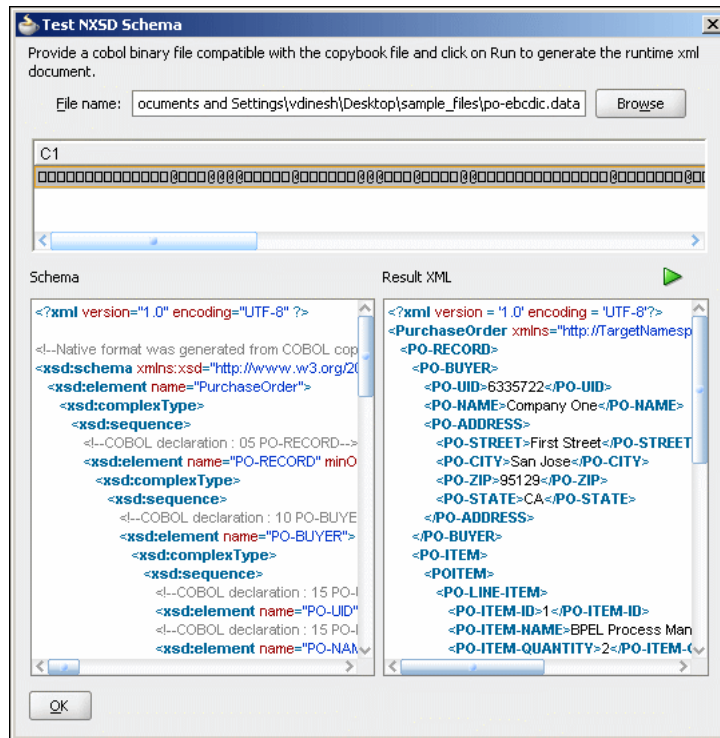 Test NXSD Schema
Provide a cobol binary file compatible with the copybook file and click on Run to generate the runtime xml
document.
File name: ocuments and Settings\vdinesh\Desktop\sample_files\po-ebcdic.data Browse
C1
Schema
<?xml version="1.0" encoding="UTF-8" ?>
<!--Native format was generated from COBOL cop
<xsd:schema xmlns:xsd="http://www.w3.org/20
<xsd:element name="PurchaseOrder">
<xsd:complexType>
<xsd:sequence>
<!--COBOL declaration : 05 PO-RECORD-->
<xsd:element name="PO-RECORD" minO
<xsd:complexType>
<xsd:sequence>
<!--COBOL declaration : 10 PO-BUYE
<xsd:element name="PO-BUYER">
<xsd:complexType>
<xsd:sequence>
<!--COBOL declaration : 15 PO-
<xsd:element name="PO-UID"
<!--COBOL declaration : 15 PO-
<xsd:element name="PO-NAM
Result XML
<?xml version = '1.0' encoding = 'UTF-8'?>
<PurchaseOrder xmlns="http://TargetNamesp
<PO-RECORD>
<PO-BUYER>
<PO-UID>6335722</PO-UID>
<PO-NAME>Company One</PO-NAME>
<PO-ADDRESS>
<PO-STREET>First Street</PO-STREET
<PO-CITY>San Jose</PO-CITY>
<PO-ZIP>95129</PO-ZIP>
<PO-STATE>CA</PO-STATE>
</PO-ADDRESS>
</PO-BUYER>
<PO-ITEM>
<POITEM>
<PO-LINE-ITEM>
<PO-ITEM-ID>1</PO-ITEM-ID>
<PO-ITEM-NAME>BPEL Process Man
<PO-ITEM-QUANTITY>2</PO-ITEM-
OK